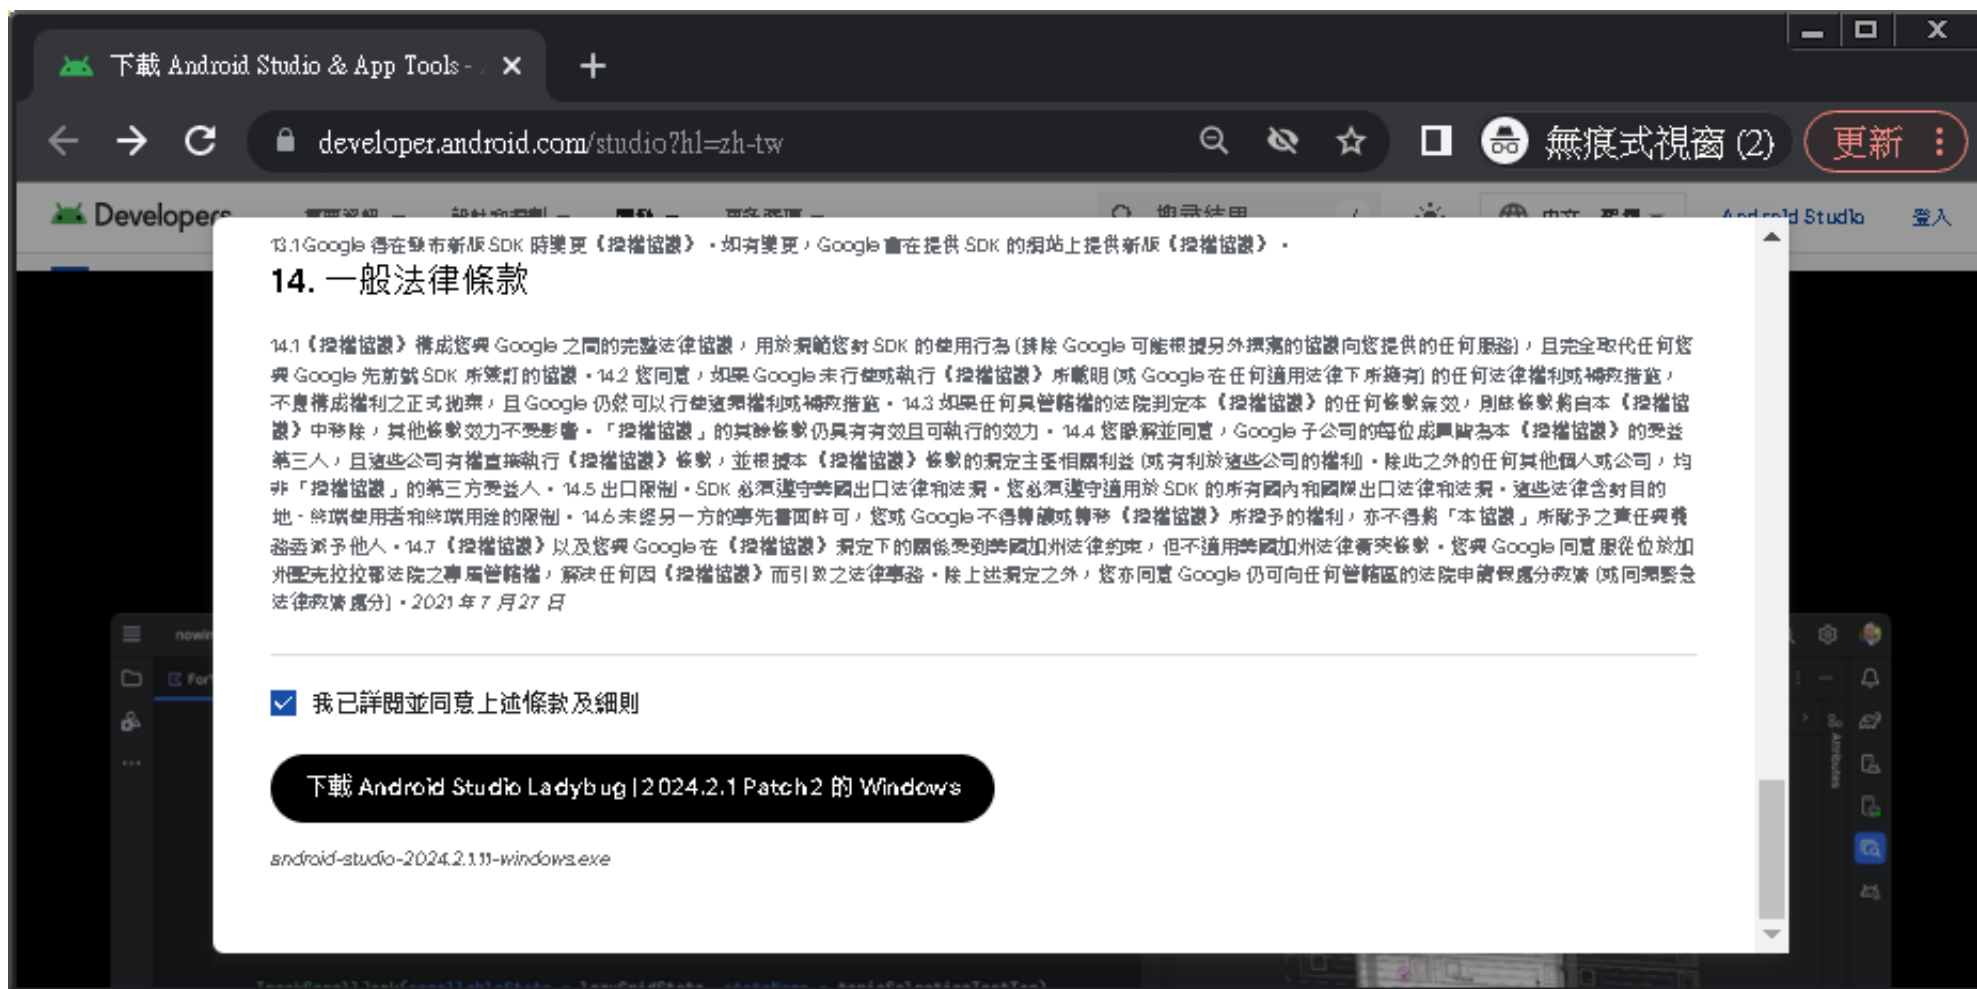 下載 Android Studio & App Tools -
developer.android.com/studio?hl=zh-tw
無痕式視窗 (2)
更新
Developers
搜尋結果
/
Android Studio
登入
13.1 Google 得在發布新版 SDK 時變更《授權協議》。如有變更，Google 會在提供 SDK 的網站上提供新版《授權協議》。
14. 一般法律條款
14.1《授權協議》構成您與 Google 之間的完整法律協議，用於規範您對 SDK 的使用行為 (排除 Google 可能根據另外撰寫的協議向您提供的任何服務)，且完全取代任何您
與 Google 先前就 SDK 所簽訂的協議。14.2 您同意，如果 Google 未行使或執行《授權協議》所載明 (或 Google 在任何適用法律下所擁有) 的任何法律權利或補救措施，
不應構成權利之正式拋棄，且 Google 仍然可以行使這類權利或補救措施。14.3 如果任何具管轄權的法院判定本《授權協議》的任何條款無效，則該條款將自本《授權協
議》中移除，其他條款效力不受影響。「授權協議」的其餘條款仍具有有效且可執行的效力。14.4 您瞭解並同意，Google 子公司的每位成員皆為本《授權協議》的受益
第三人，且這些公司有權直接執行《授權協議》條款，並根據本《授權協議》條款的規定主張相關利益 (或有利於這些公司的權利)。除此之外的任何其他個人或公司，均
非「授權協議」的第三方受益人。14.5 出口限制。SDK 必須遵守美國出口法律和法規。您必須遵守適用於 SDK 的所有國內和國際出口法律和法規。這些法律含對目的
地、終端使用者和終端用途的限制。14.6 未經另一方的事先書面許可，您或 Google 不得轉讓或轉移《授權協議》所授予的權利，亦不得將「本協議」所賦予之責任與義
務委派予他人。14.7《授權協議》以及您與 Google 在《授權協議》規定下的關係受到美國加州法律約束，但不適用美國加州法律衝突條款。您與 Google 同意服從位於加
州聖克拉拉郡法院之專屬管轄權，解決任何因《授權協議》而引致之法律事務。除上述規定之外，您亦同意 Google 仍可向任何管轄區的法院申請假處分救濟 (或同類緊急
法律救濟處分)。2021 年 7 月 27 日
nowin
For
Attributes
我已詳閱並同意上述條款及細則
下載 Android Studio Ladybug | 2024.2.1 Patch 2 的 Windows
android-studio-2024.2.1.11-windows.exe